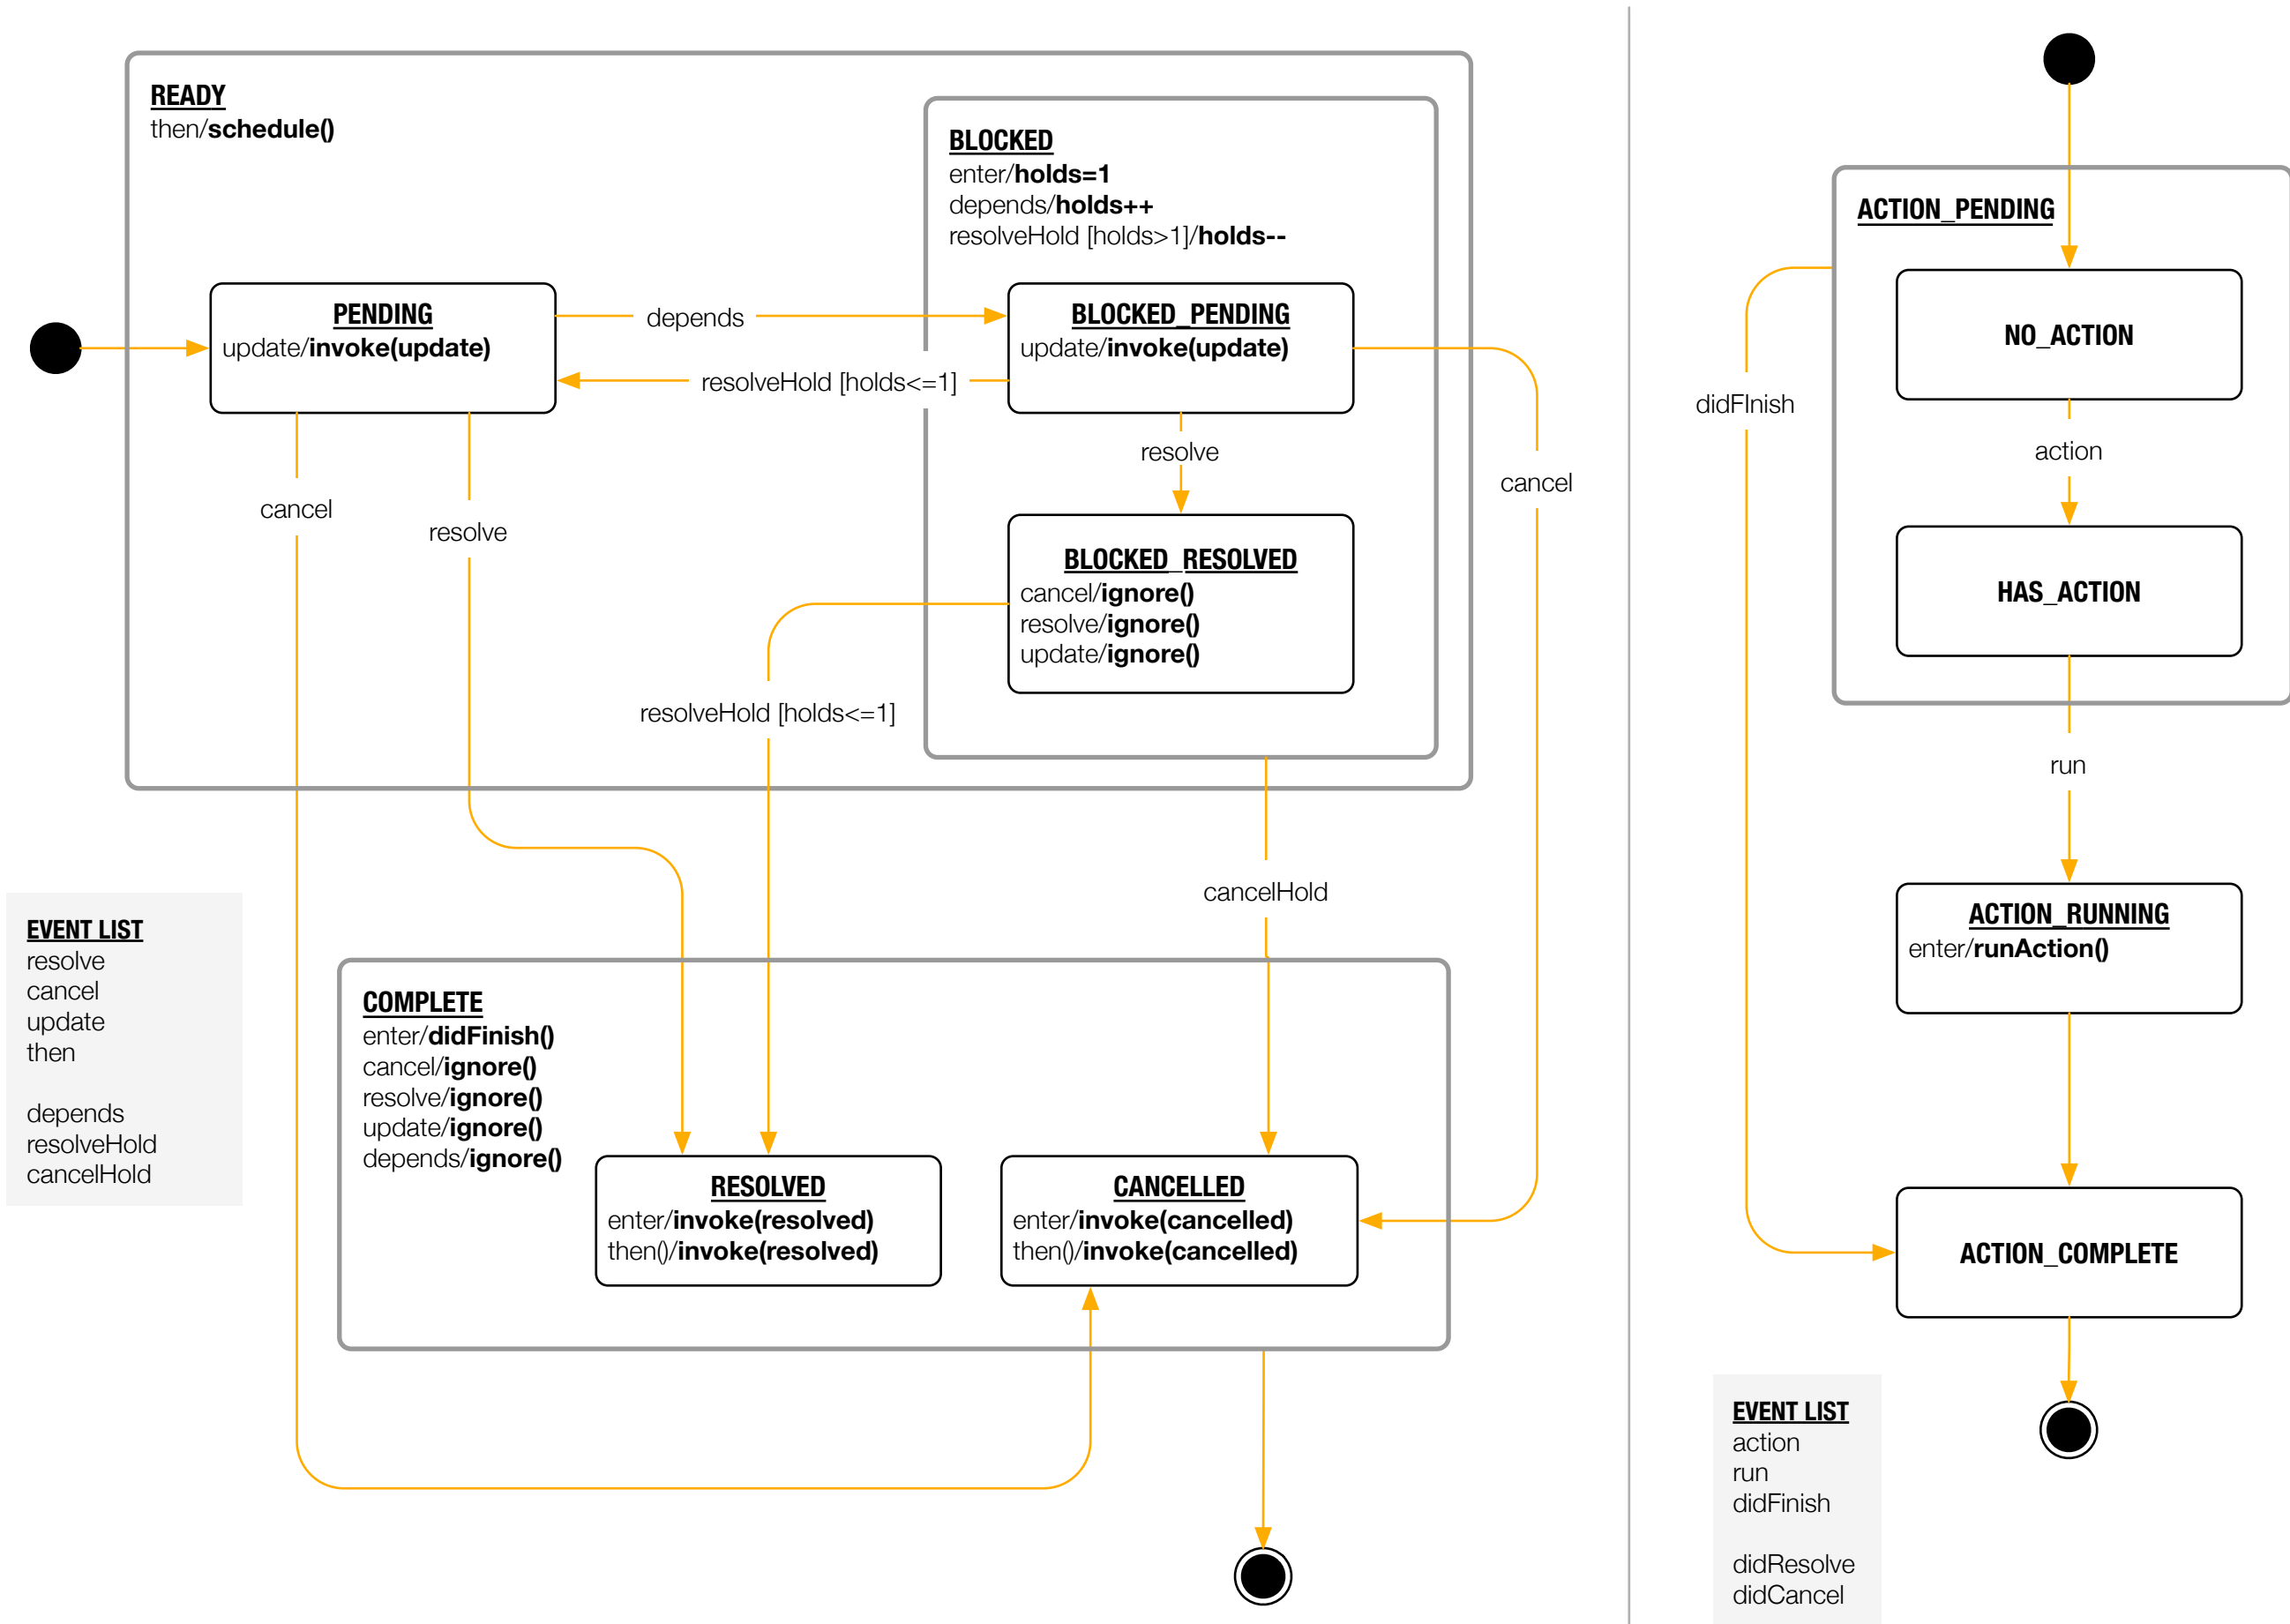 READY
then/schedule()
BLOCKED
enter/holds=1
depends/holds++
resolveHold [holds>1]/holds--
PENDING
update/invoke(update)
depends
BLOCKED_PENDING
update/invoke(update)
resolveHold [holds<=1]
cancel
resolve
resolve
cancel
BLOCKED_RESOLVED
cancel/ignore()
resolve/ignore()
update/ignore()
resolveHold [holds<=1]
cancelHold
EVENT LIST
resolve
cancel
update
then
depends
resolveHold
cancelHold
COMPLETE
enter/didFinish()
cancel/ignore()
resolve/ignore()
update/ignore()
depends/ignore()
RESOLVED
enter/invoke(resolved)
then()/invoke(resolved)
CANCELLED
enter/invoke(cancelled)
then()/invoke(cancelled)
ACTION_PENDING
NO_ACTION
didFInish
action
HAS_ACTION
run
ACTION_RUNNING
enter/runAction()
ACTION_COMPLETE
EVENT LIST
action
run
didFinish
didResolve
didCancel